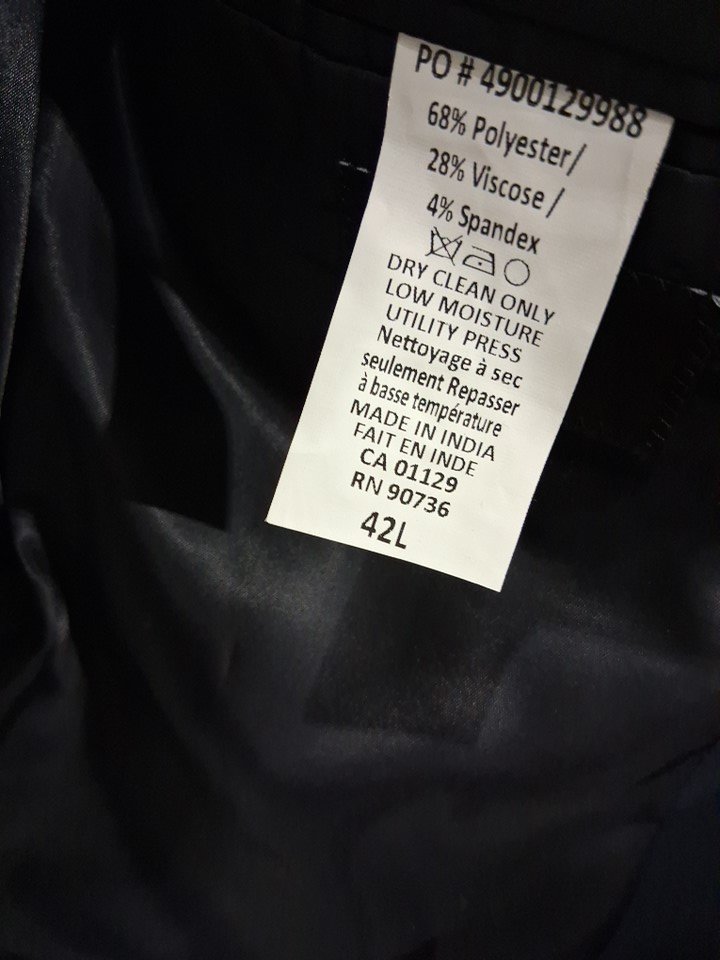 PO # 4900129988
68% Polyester/
28% Viscose /
4% Spandex
DRY CLEAN ONLY
LOW MOISTURE
UTILITY PRESS
Nettoyage à sec
seulement Repasser
à basse température
MADE IN INDIA
FAIT EN INDE
CA 01129
RN 90736
42L